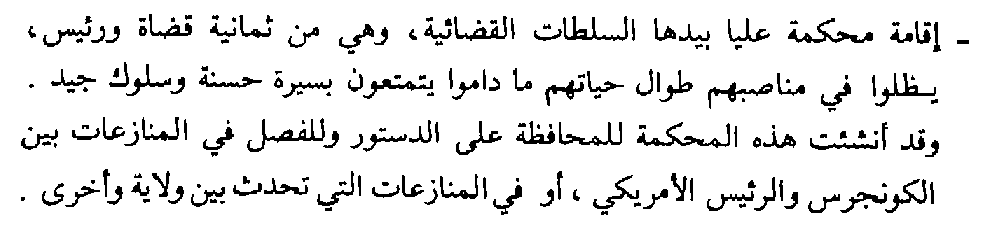 - إقامة محكمة عليا بيدها السلطات القضائية، وهي من ثمانية قضاة ورئيس،
يظلوا في مناصبهم طوال حياتهم ما داموا يتمتعون بسيرة حسنة وسلوك جيد .
وقد أنشئت هذه المحكمة للمحافظة على الدستور وللفصل في المنازعات بين
الكونجرس والرئيس الأمريكي ، أو في المنازعات التي تحدث بين ولاية وأخرى .